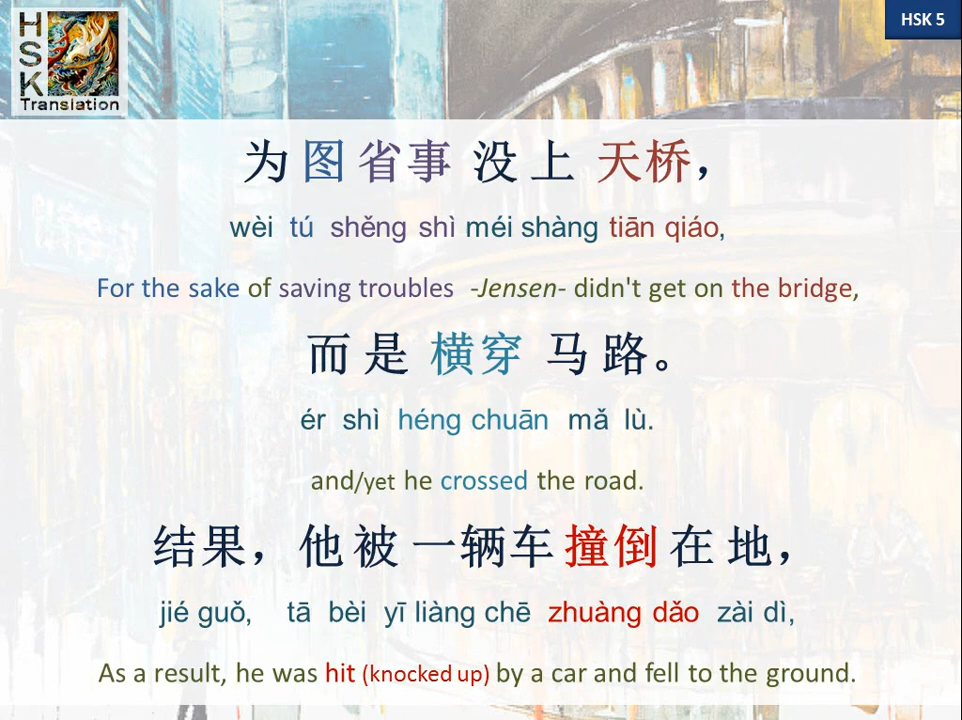 HSK
Translation
HSK 5
为图省事 没上 天桥，
wèi tú shěng shì méi shàng tiān qiáo,
For the sake of saving troubles -Jensen- didn't get on the bridge,
而是 横穿 马路。
ér shì héng chuān mǎ lù.
and/yet he crossed the road.
结果，他被 一辆车 撞倒 在地，
jié guǒ, tā bèi yī liàng chē zhuàng dǎo zài dì,
As a result, he was hit (knocked up) by a car and fell to the ground.